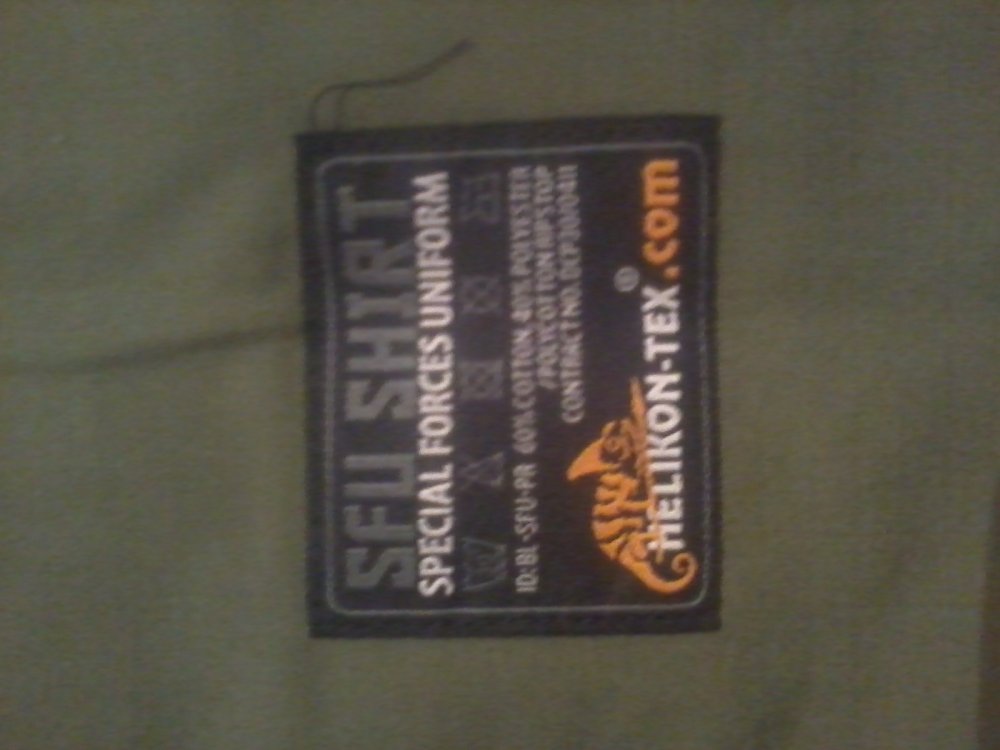 SFU SHIRT
SPECIAL FORCES UNIFORM
ID: BL-SFU-PR 60% COTTON, 40% POLYESTER
/POLYCOTTON RIPSTOP
CONTRACT NO.
HELIKON-TEX®.com